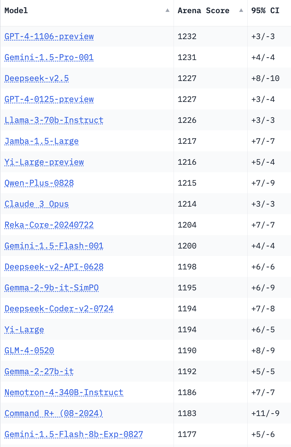 Model ▲ Arena Score ▲ 95% CI
GPT-4-1106-preview 1232 +3/-3
Gemini-1.5-Pro-001 1231 +4/-4
Deepseek-v2.5 1227 +8/-10
GPT-4-0125-preview 1227 +3/-4
Llama-3-70b-Instruct 1226 +3/-3
Jamba-1.5-Large 1217 +7/-7
Yi-Large-preview 1216 +5/-4
Qwen-Plus-0828 1215 +7/-9
Claude 3 Opus 1214 +3/-3
Reka-Core-20240722 1204 +7/-7
Gemini-1.5-Flash-001 1200 +4/-4
Deepseek-v2-API-0628 1198 +6/-6
Gemma-2-9b-it-SimPO 1195 +6/-9
Deepseek-Coder-v2-0724 1194 +7/-8
Yi-Large 1194 +6/-5
GLM-4-0520 1190 +8/-9
Gemma-2-27b-it 1192 +5/-5
Nemotron-4-340B-Instruct 1186 +7/-7
Command R+ (08-2024) 1183 +11/-9
Gemini-1.5-Flash-8b-Exp-0827 1177 +5/-6